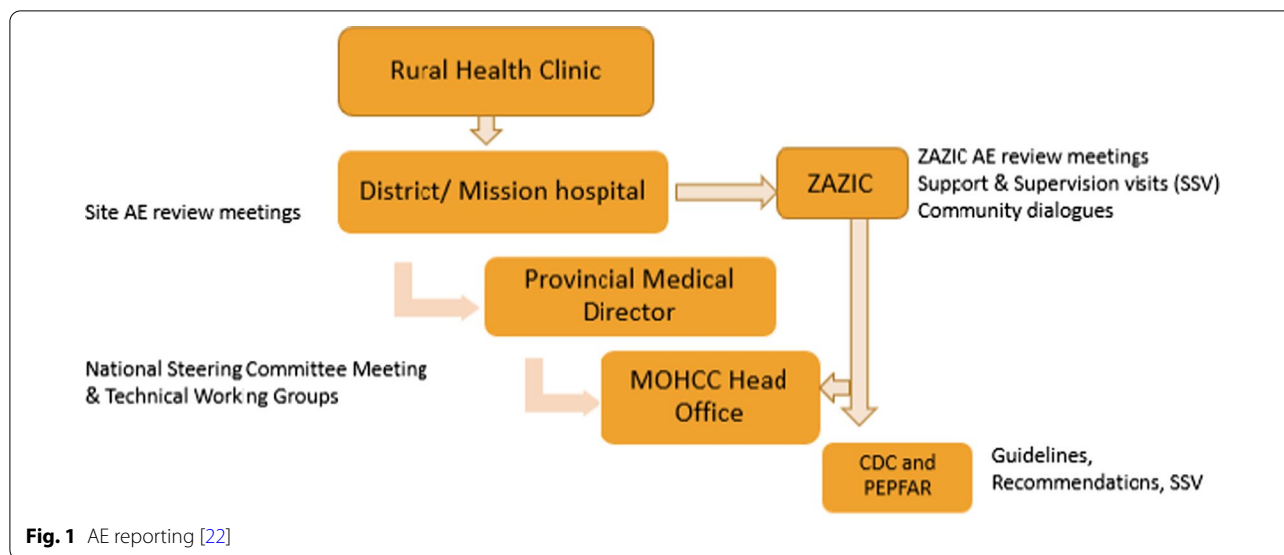 Rural Health Clinic
District/ Mission hospital
ZAZIC
ZAZIC AE review meetings
Support & Supervision visits (SSV)
Community dialogues
Site AE review meetings
Provincial Medical
Director
National Steering Committee Meeting
& Technical Working Groups
MOHCC Head
Office
CDC and
PEPFAR
Guidelines,
Recommendations, SSV
Fig. 1 AE reporting [22]